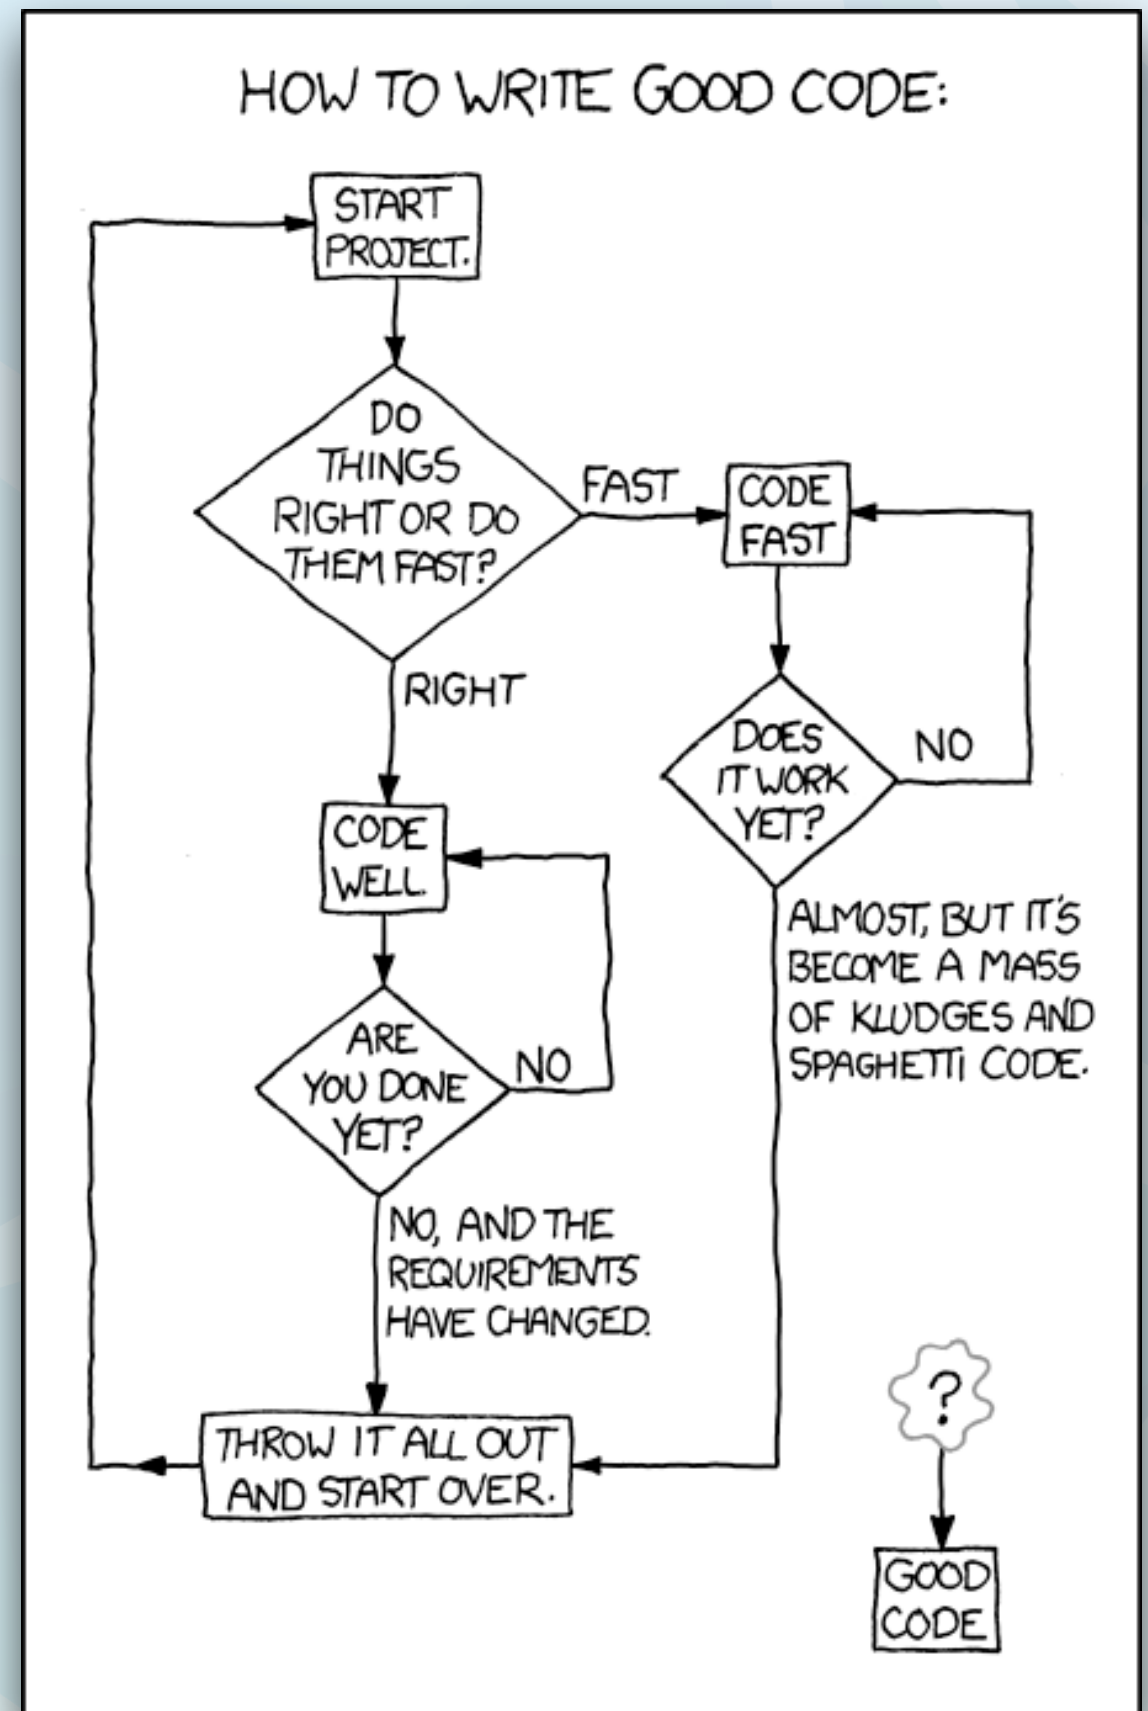 HOW TO WRITE GOOD CODE:
START
PROJECT.
DO
THINGS
RIGHT OR DO
THEM FAST?
FAST
CODE
FAST
RIGHT
DOES
IT WORK
YET?
NO
CODE
WELL.
ALMOST, BUT IT'S
BECOME A MASS
OF KLUDGES AND
SPAGHETTI CODE.
ARE
YOU DONE
YET?
NO
NO, AND THE
REQUIREMENTS
HAVE CHANGED.
THROW IT ALL OUT
AND START OVER.
?
GOOD
CODE